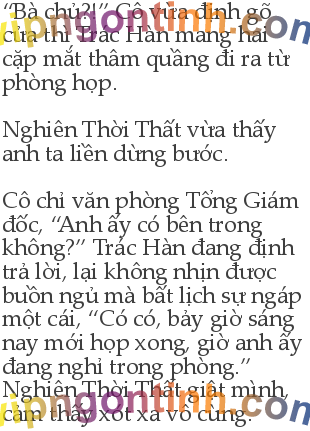 “Bà chủ?!” Cô vừa định gõ
cửa thì Trác Hàn mang hai
cặp mắt thâm quầng đi ra từ
phòng họp.
Nghiên Thời Thất vừa thấy
anh ta liền dừng bước.
Cô chỉ văn phòng Tổng Giám
đốc, “Anh ấy có bên trong
không?” Trác Hàn đang định
trả lời, lại không nhịn được
buồn ngủ mà bất lịch sự ngáp
một cái, “Có có, bảy giờ sáng
nay mới họp xong, giờ anh ấy
đang nghỉ trong phòng.”
Nghiên Thời Thất giật mình,
cảm thấy xót xa vô cùng.
vipngontinh.com
vipngontinh.com